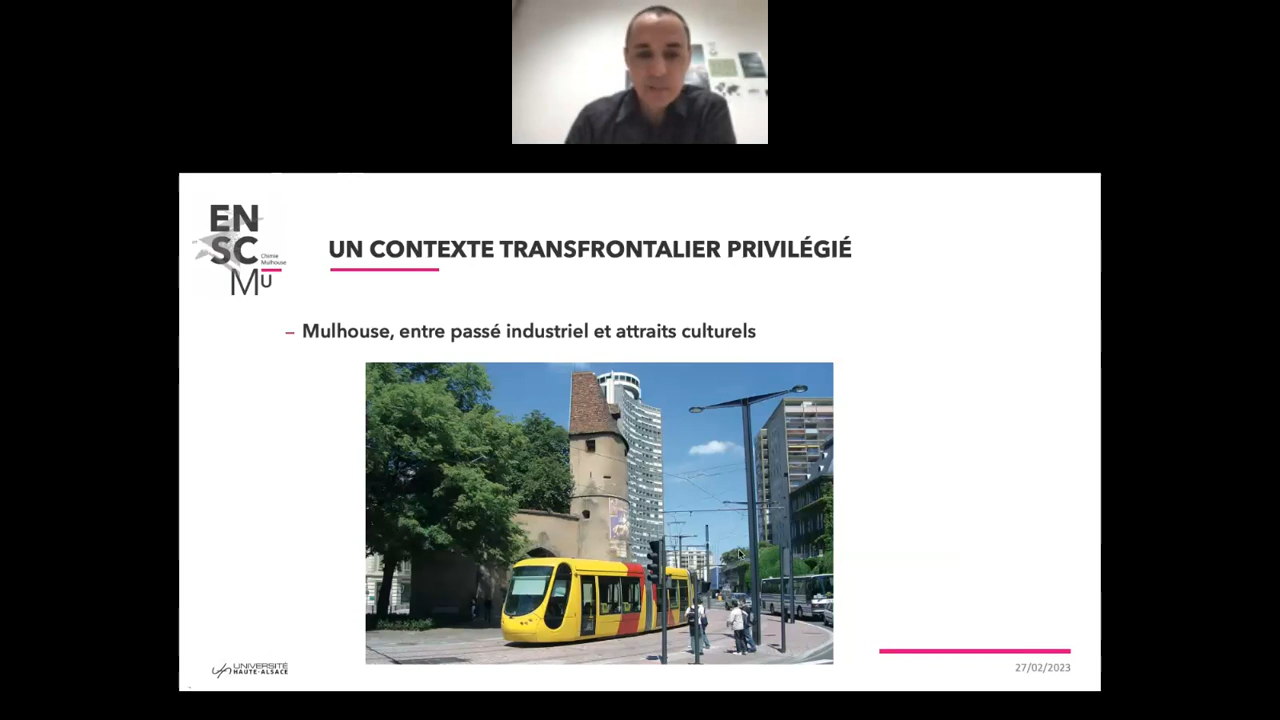 EN
SC
Chimie
Mulhouse
MU
UN CONTEXTE TRANSFRONTALIER PRIVILÉGIÉ
– Mulhouse, entre passé industriel et attraits culturels
UNIVERSITÉ
HAUTE-ALSACE
27/02/2023